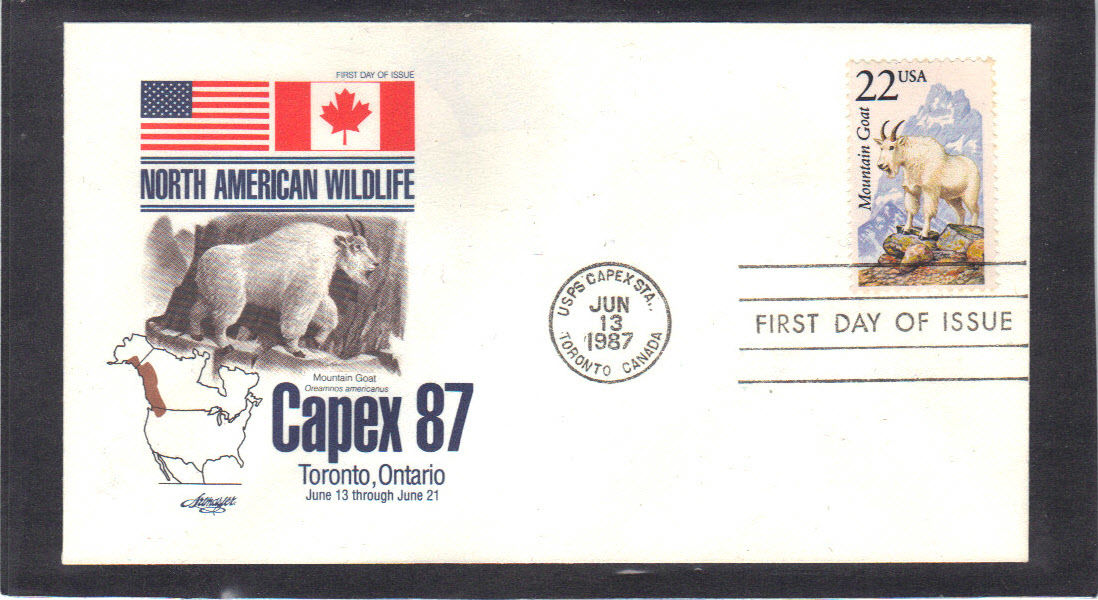 FIRST DAY OF ISSUE
NORTH AMERICAN WILDLIFE
Mountain Goat
Oreamnos americanus
Capex 87
Toronto, Ontario
June 13 through June 21
Artmaster
USPS CAPEX STA.,
JUN
13
1987
TORONTO CANADA
22 USA
Mountain Goat
FIRST DAY OF ISSUE